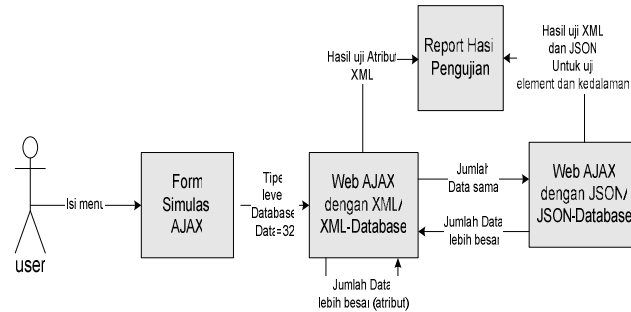 user
Isi menu
Form
Simulas
AJAX
Tipe
level
Database
Data=32
Web AJAX
dengan XML/
XML-Database
Hasil uji Atribut
XML
Report Hasi
Pengujian
Hasil uji XML
dan JSON
Untuk uji
element dan kedalaman
Jumlah
Data sama
Jumlah Data
lebih besar
Web AJAX
dengan JSON/
JSON-Database
Jumlah Data
lebih besar (atribut)